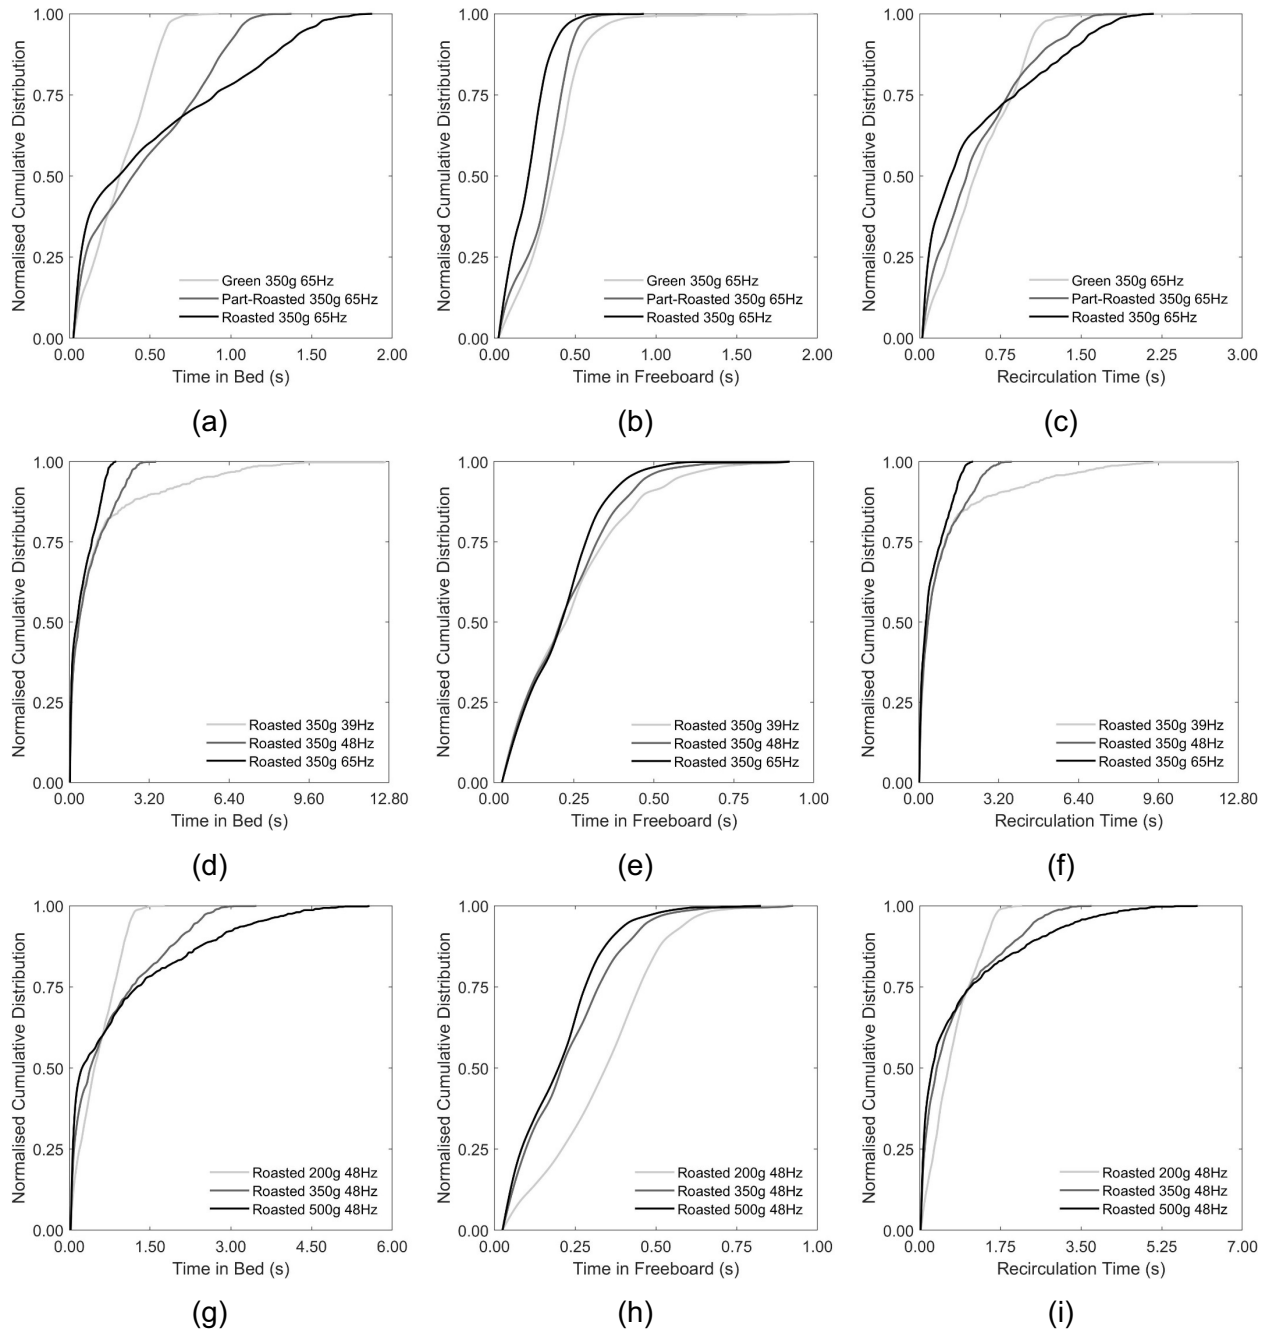 Normalised Cumulative Distribution
1.00
0.75
0.50
0.25
0.00
Green 350g 65Hz
Part-Roasted 350g 65Hz
Roasted 350g 65Hz
0.00 0.50 1.00 1.50 2.00
Time in Bed (s)
(a)
Normalised Cumulative Distribution
1.00
0.75
0.50
0.25
0.00
Green 350g 65Hz
Part-Roasted 350g 65Hz
Roasted 350g 65Hz
0.00 0.50 1.00 1.50 2.00
Time in Freeboard (s)
(b)
Normalised Cumulative Distribution
1.00
0.75
0.50
0.25
0.00
Green 350g 65Hz
Part-Roasted 350g 65Hz
Roasted 350g 65Hz
0.00 0.75 1.50 2.25 3.00
Recirculation Time (s)
(c)
Normalised Cumulative Distribution
1.00
0.75
0.50
0.25
0.00
Roasted 350g 39Hz
Roasted 350g 48Hz
Roasted 350g 65Hz
0.00 3.20 6.40 9.60 12.80
Time in Bed (s)
(d)
Normalised Cumulative Distribution
1.00
0.75
0.50
0.25
0.00
Roasted 350g 39Hz
Roasted 350g 48Hz
Roasted 350g 65Hz
0.00 0.25 0.50 0.75 1.00
Time in Freeboard (s)
(e)
Normalised Cumulative Distribution
1.00
0.75
0.50
0.25
0.00
Roasted 350g 39Hz
Roasted 350g 48Hz
Roasted 350g 65Hz
0.00 3.20 6.40 9.60 12.80
Recirculation Time (s)
(f)
Normalised Cumulative Distribution
1.00
0.75
0.50
0.25
0.00
Roasted 200g 48Hz
Roasted 350g 48Hz
Roasted 500g 48Hz
0.00 1.50 3.00 4.50 6.00
Time in Bed (s)
(g)
Normalised Cumulative Distribution
1.00
0.75
0.50
0.25
0.00
Roasted 200g 48Hz
Roasted 350g 48Hz
Roasted 500g 48Hz
0.00 0.25 0.50 0.75 1.00
Time in Freeboard (s)
(h)
Normalised Cumulative Distribution
1.00
0.75
0.50
0.25
0.00
Roasted 200g 48Hz
Roasted 350g 48Hz
Roasted 500g 48Hz
0.00 1.75 3.50 5.25 7.00
Recirculation Time (s)
(i)